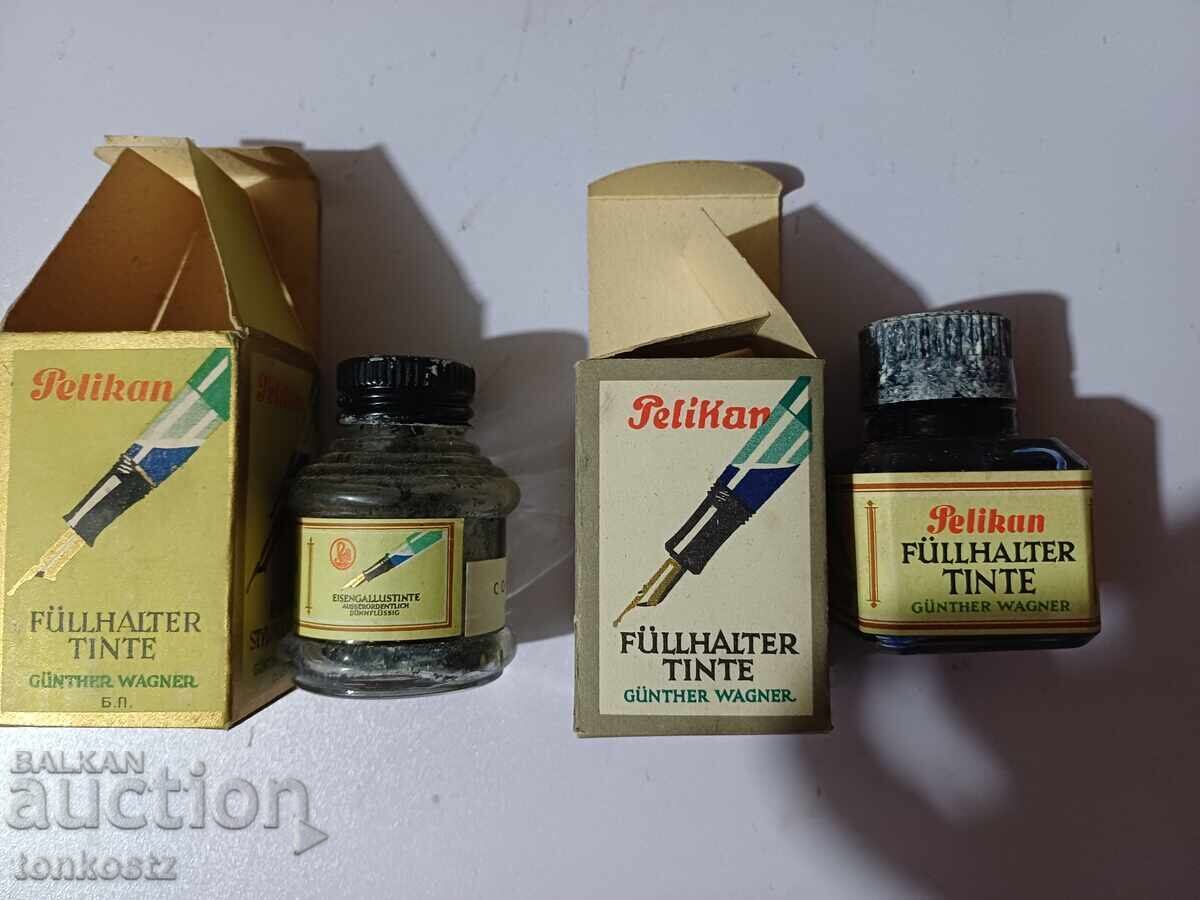 Pelikan
FÜLLHALTER
TINTE
GÜNTHER WAGNER
Б.П.
Pelikan
EISENGALLUSTINTE
AUSSERORDENTLICH
DÜNNFLÜSSIG
Pelikan
FÜLLHALTER
TINTE
GÜNTHER WAGNER
Pelikan
FÜLLHALTER
TINTE
GÜNTHER WAGNER
BALKAN
auction
tonkostz